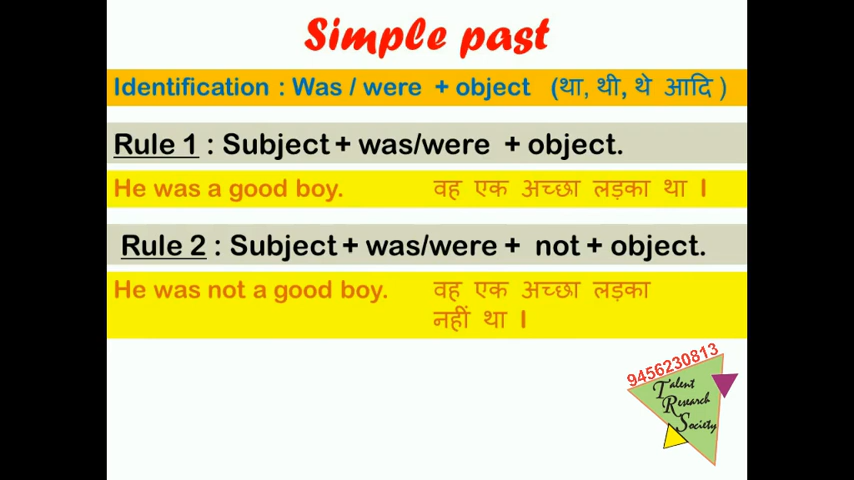 Simple past
Identification : Was / were + object (था, थी, थे आदि )
Rule 1 : Subject + was/were + object.
He was a good boy. वह एक अच्छा लड़का था I
Rule 2 : Subject + was/were + not + object.
He was not a good boy. वह एक अच्छा लड़का
नहीं था I
9456230813
Talent
Research
Society